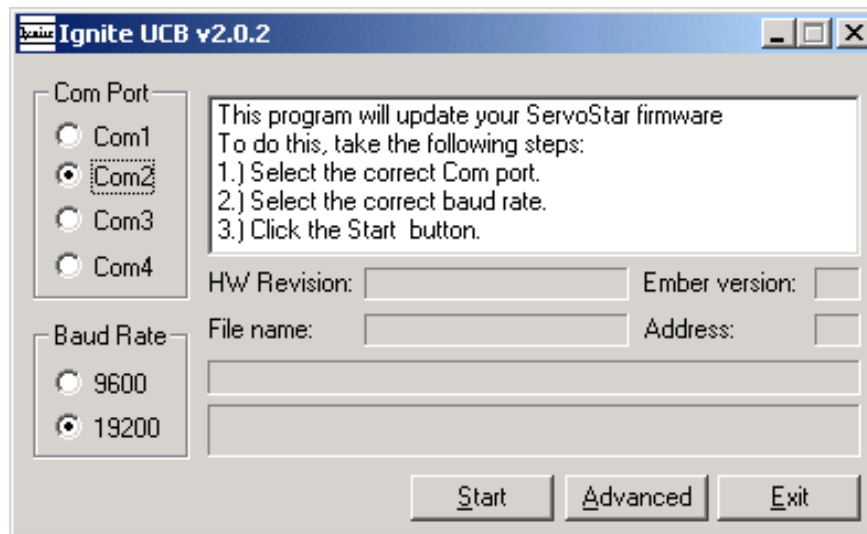 Ignite UCB v2.0.2
Com Port
Com1
Com2
Com3
Com4
This program will update your ServoStar firmware
To do this, take the following steps:
1.) Select the correct Com port.
2.) Select the correct baud rate.
3.) Click the Start button.
HW Revision:
Ember version:
File name:
Address:
Baud Rate
9600
19200
Start
Advanced
Exit